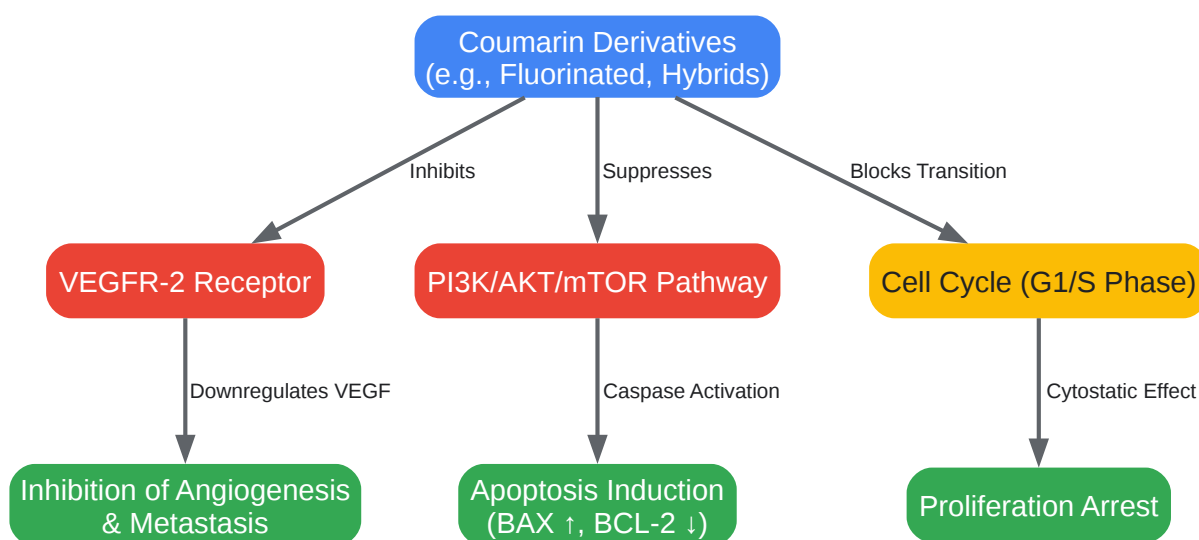 Coumarin Derivatives
(e.g., Fluorinated, Hybrids)
Inhibits
Suppresses
Blocks Transition
VEGFR-2 Receptor
PI3K/AKT/mTOR Pathway
Cell Cycle (G1/S Phase)
Downregulates VEGF
Caspase Activation
Cytostatic Effect
Inhibition of Angiogenesis
& Metastasis
Apoptosis Induction
(BAX ↑, BCL-2 ↓)
Proliferation Arrest